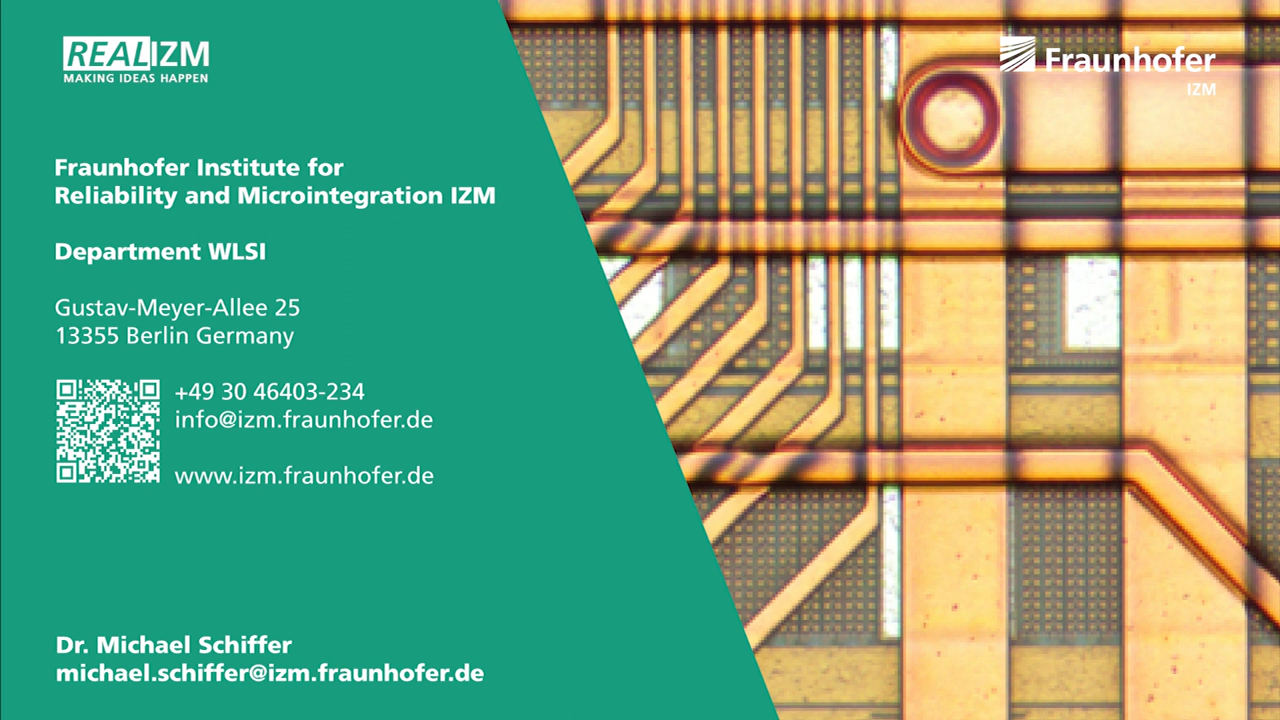 REALIZM
MAKING IDEAS HAPPEN
Fraunhofer
IZM
Fraunhofer Institute for
Reliability and Microintegration IZM
Department WLSI
Gustav-Meyer-Allee 25
13355 Berlin Germany
+49 30 46403-234
info@izm.fraunhofer.de
www.izm.fraunhofer.de
Dr. Michael Schiffer
michael.schiffer@izm.fraunhofer.de